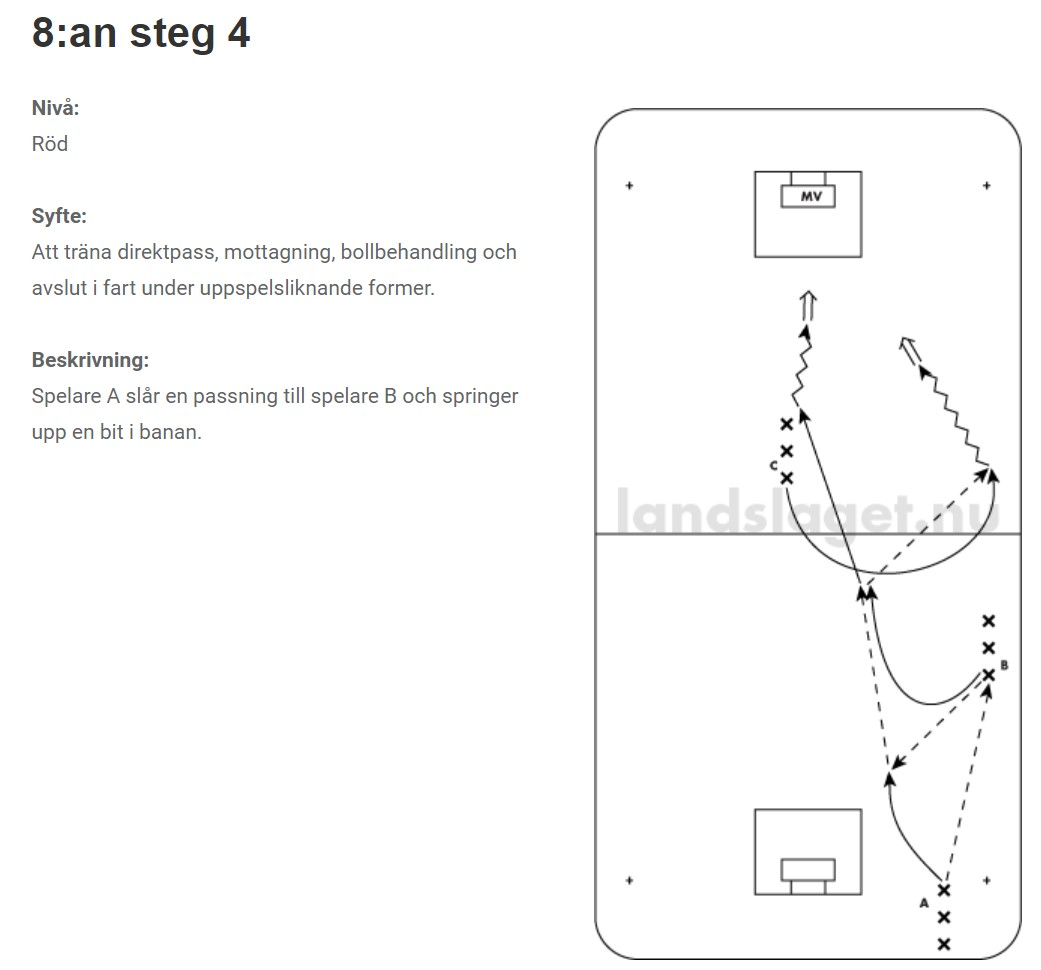 8:an steg 4
Nivå:
Röd
Syfte:
Att träna direktpass, mottagning, bollbehandling och
avslut i fart under uppspelsliknande former.
Beskrivning:
Spelare A slår en passning till spelare B och springer
upp en bit i banan.
MV
C
landslaget.nu
B
A